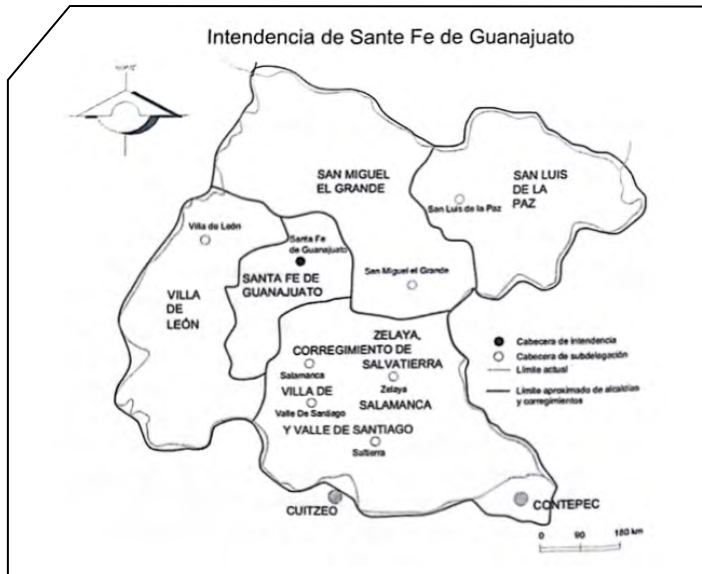 Intendencia de Sante Fe de Guanajuato
SAN MIGUEL
EL GRANDE
SAN LUIS
DE LA
PAZ
San Luis de la Paz
Villa de León
Santa Fe
de Guanajuato
San Miguel el Grande
SANTA FE DE
GUANAJUATO
VILLA
DE
LEÓN
ZELAYA,
CORREGIMIENTO DE
SALVATIERRA
Salamanca
Zelaya
VILLA DE
Valle De Santiago
SALAMANCA
Y VALLE DE SANTIAGO
Saltierra
Cabecera de intendencia
Cabecera de subdelegación
Límite actual
Límite aproximado de alcaldías
y corregimientos
CUITZEO
CONTEPEC
0 90 180 km